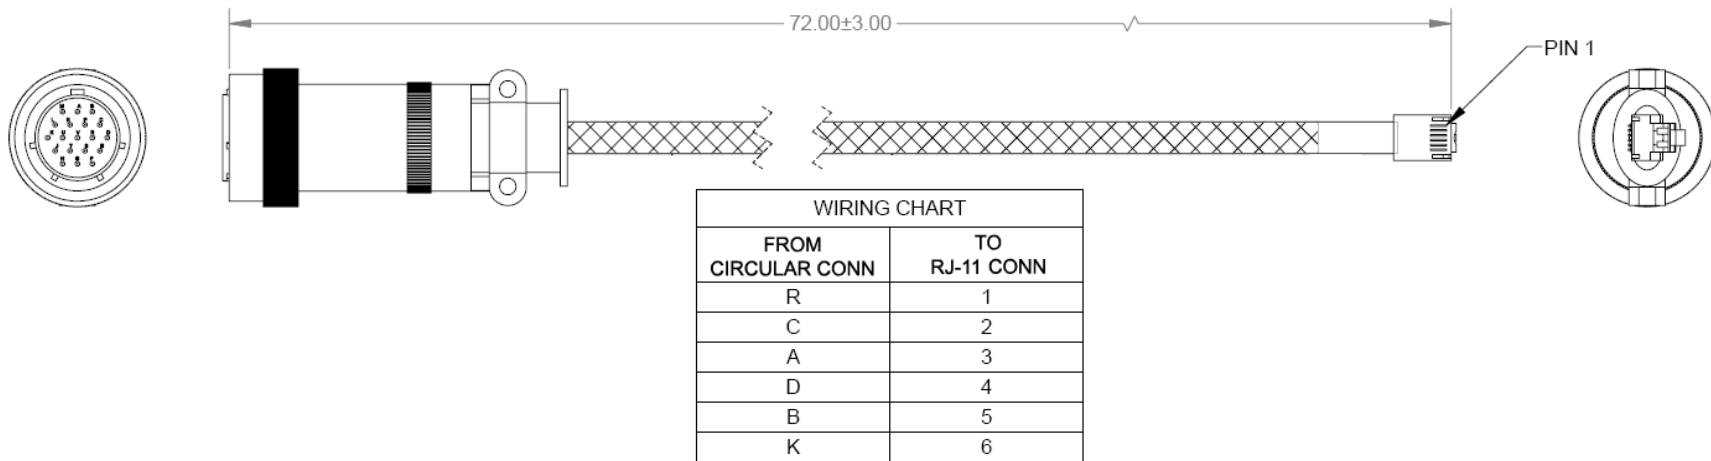 72.00±3.00
PIN 1
WIRING CHART
FROM
CIRCULAR CONN
TO
RJ-11 CONN
R 1
C 2
A 3
D 4
B 5
K 6